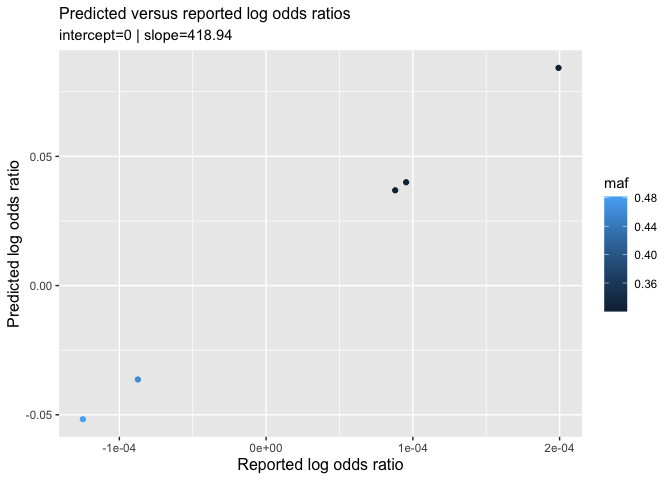 Predicted versus reported log odds ratios
intercept=0 | slope=418.94
Predicted log odds ratio
0.05
0.00
-0.05
-1e-04
0e+00
1e-04
2e-04
Reported log odds ratio
maf
0.48
0.44
0.40
0.36